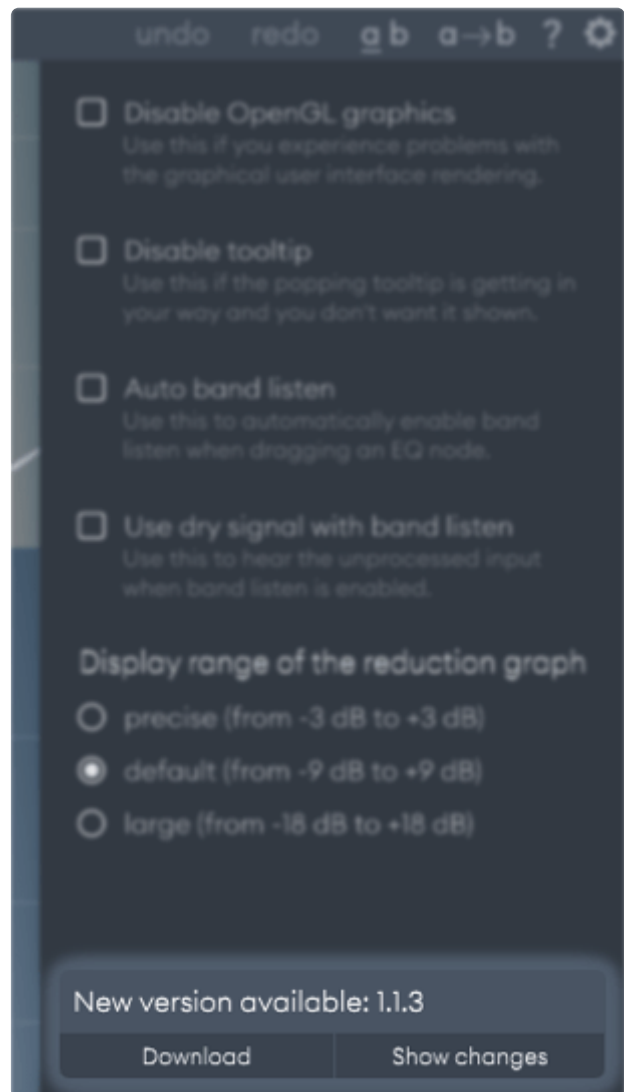 undo redo a b a→b ?
Disable OpenGL graphics
Use this if you experience problems with
the graphical user interface rendering.
Disable tooltip
Use this if the popping tooltip is getting in
your way and you don't want it shown.
Auto band listen
Use this to automatically enable band
listen when dragging an EQ node.
Use dry signal with band listen
Use this to hear the unprocessed input
when band listen is enabled.
Display range of the reduction graph
precise (from -3 dB to +3 dB)
default (from -9 dB to +9 dB)
large (from -18 dB to +18 dB)
New version available: 1.1.3
Download Show changes